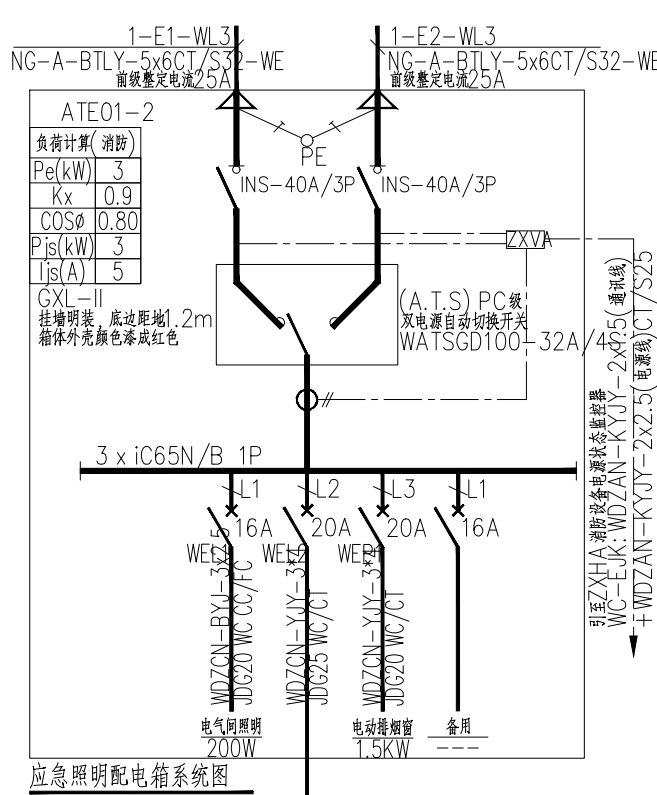 1-E1-WL3
NG-A-BTLY-5x6CT/S32-WE
前级整定电流25A
1-E2-WL3
NG-A-BTLY-5x6CT/S32-WE
前级整定电流25A
ATE01-2
负荷计算(消防)
Pe(kW) 3
Kx 0.9
COSø 0.80
Pjs(kW) 3
Ijs(A) 5
GXL-II
挂墙明装，底边距地1.2m
箱体外壳颜色漆成红色
PE
INS-40A/3P
INS-40A/3P
ZXVA
(A.T.S) PC级
双电源自动切换开关
WATSGD100-32A/4
3 x iC65N/B 1P
L1
16A
L2
20A
L3
20A
L1
16A
WDZCN-BYJ-3x2.5
JDG20 WC CC/FC
WDZCN-YJY-3*4
JDG25 WC/CT
WDZCN-YJY-3*4
JDG20 WC/CT
电气间照明
200W
电动排烟窗
1.5KW
备用
---
引至ZXHA消防设备电源状态监控器
WC-EJK: WDZAN-KYJY-2x1.5(通讯线)
+WDZAN-KYJY-2x2.5(电源线)CT/S25
应急照明配电箱系统图